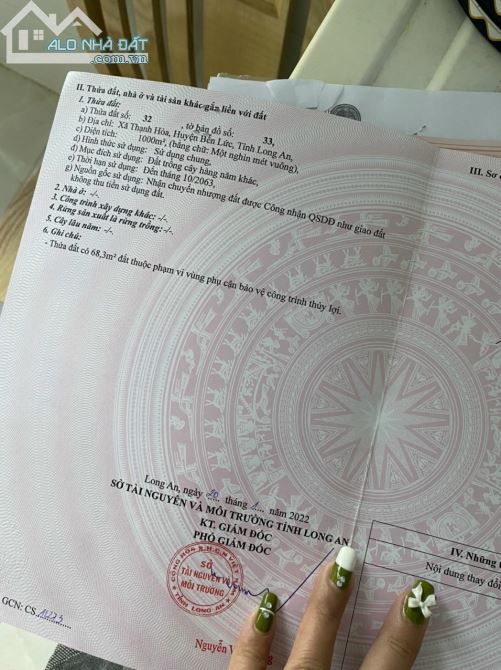 ALO NHÀ ĐẤT
.com.vn
II. Thửa đất, nhà ở và tài sản khác gắn liền với đất
1. Thửa đất:
a) Thửa đất số: 32 , tờ bản đồ số: 33,
b) Địa chỉ: Xã Thạnh Hòa, Huyện Bến Lức, Tỉnh Long An,
c) Diện tích: 1000m², (bằng chữ: Một nghìn mét vuông),
d) Hình thức sử dụng: Sử dụng chung,
đ) Mục đích sử dụng: Đất trồng cây hàng năm khác,
e) Thời hạn sử dụng: Đến tháng 10/2063,
g) Nguồn gốc sử dụng: Nhận chuyển nhượng đất được Công nhận QSDĐ như giao đất
không thu tiền sử dụng đất.
2. Nhà ở: -/-.
3. Công trình xây dựng khác: -/-.
4. Rừng sản xuất là rừng trồng: -/-.
5. Cây lâu năm: -/-.
6. Ghi chú:
- Thửa đất có 68,3m² đất thuộc phạm vi vùng phụ cận bảo vệ công trình thủy lợi.
III. Sơ
Long An, ngày 20 tháng 1 năm 2022
SỞ TÀI NGUYÊN VÀ MÔI TRƯỜNG TỈNH LONG AN
KT. GIÁM ĐỐC
PHÓ GIÁM ĐỐC
SỞ
TÀI NGUYÊN VÀ
MÔI TRƯỜNG
TỈNH LONG AN
Nguyễn
GCN: CS
IV. Những
Nội dung thay đổi